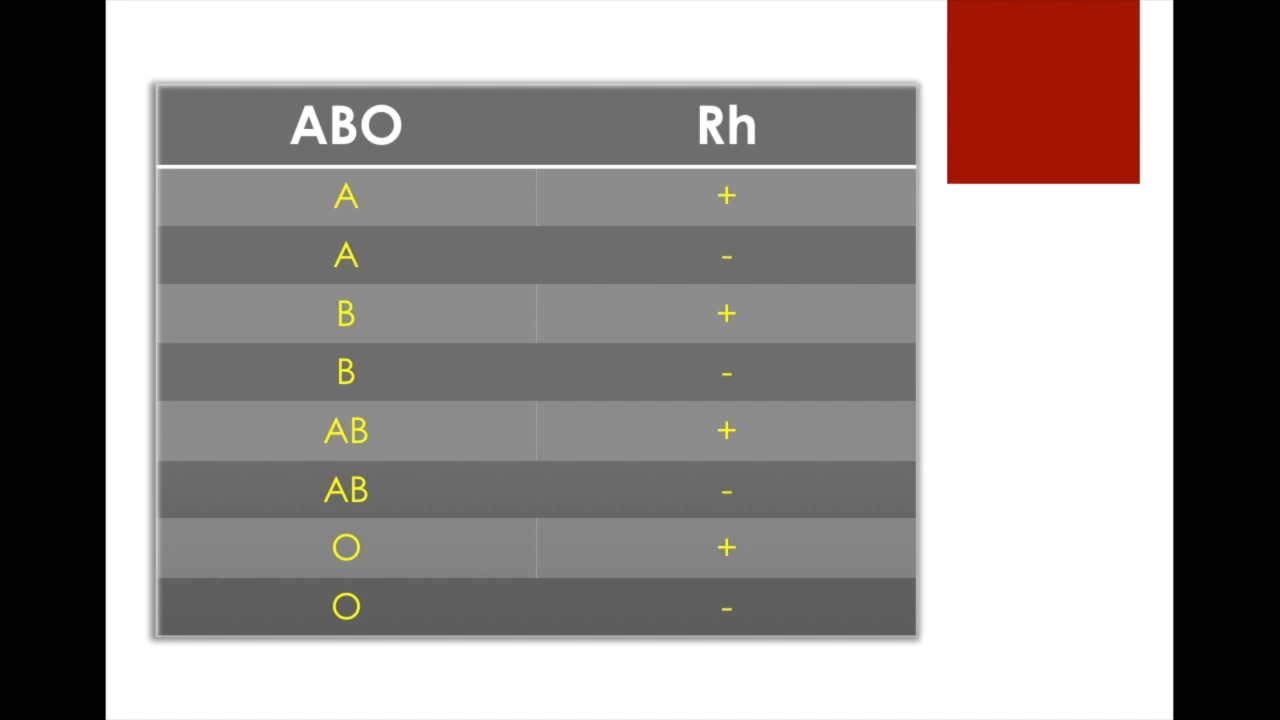 ABO Rh
A +
A -
B +
B -
AB +
AB -
O +
O -